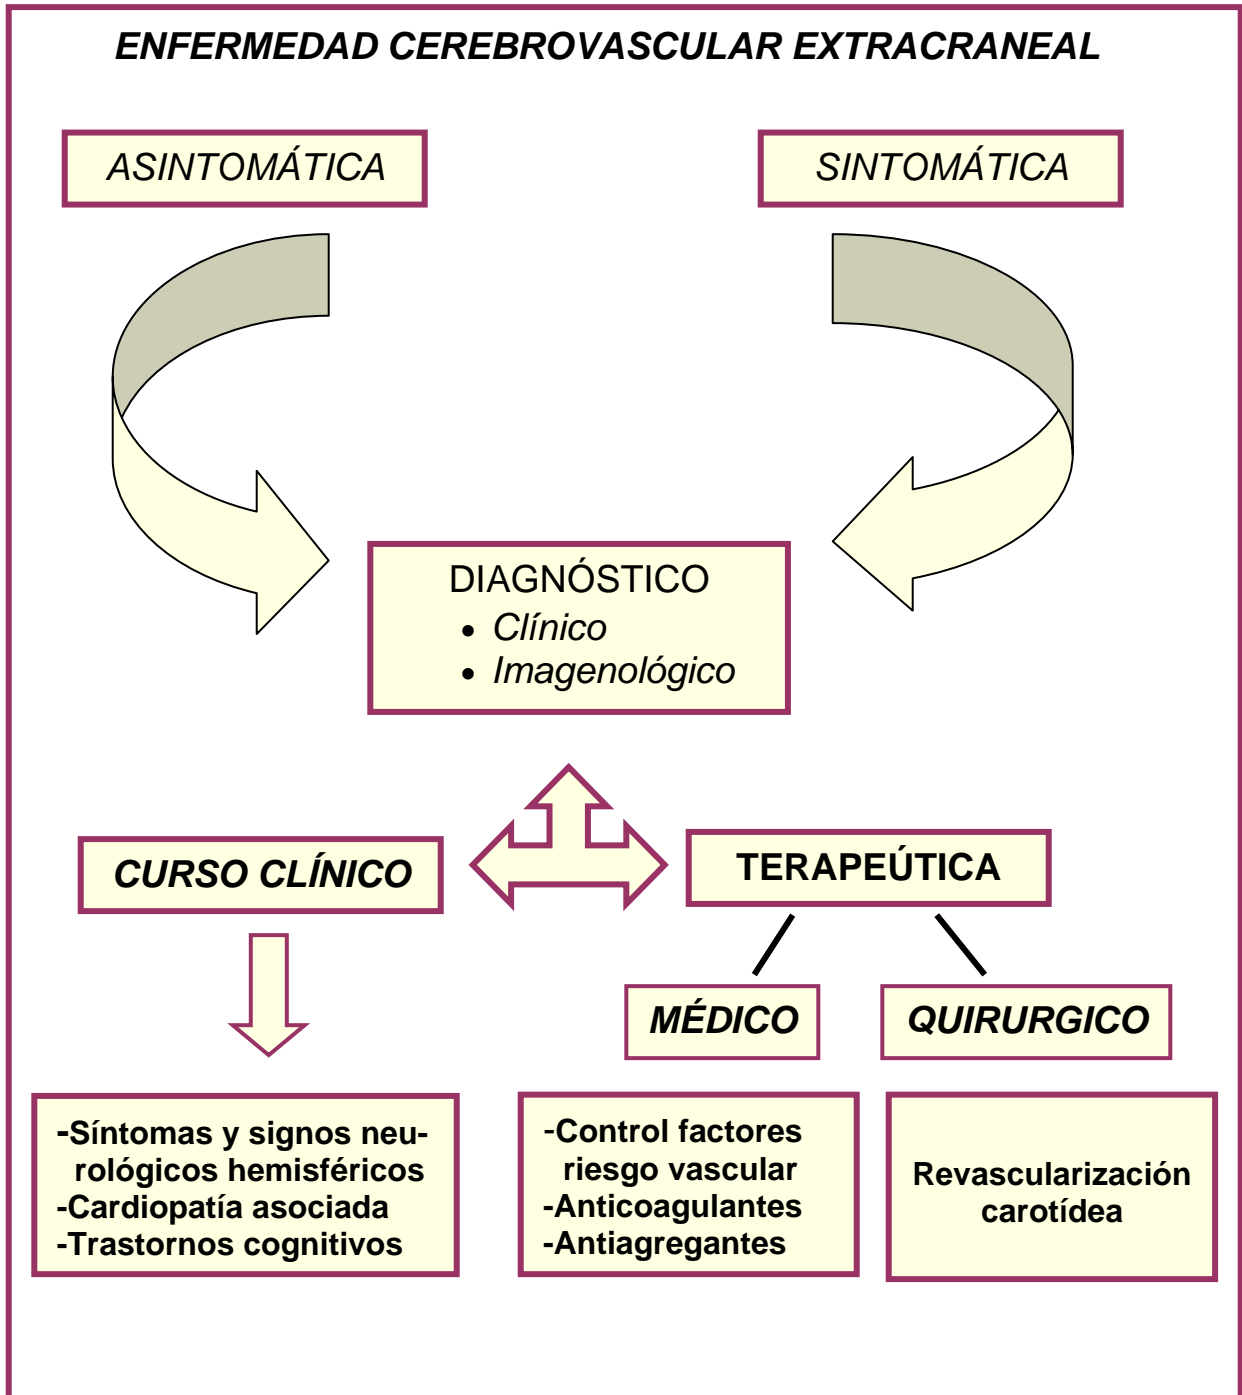 ENFERMEDAD CEREBROVASCULAR EXTRACRANEAL
ASINTOMÁTICA
SINTOMÁTICA
DIAGNÓSTICO
• Clínico
• Imagenológico
CURSO CLÍNICO
TERAPEÚTICA
MÉDICO
QUIRURGICO
-Síntomas y signos neu-
rológicos hemisféricos
-Cardiopatía asociada
-Trastornos cognitivos
-Control factores
riesgo vascular
-Anticoagulantes
-Antiagregantes
Revascularización
carotídea